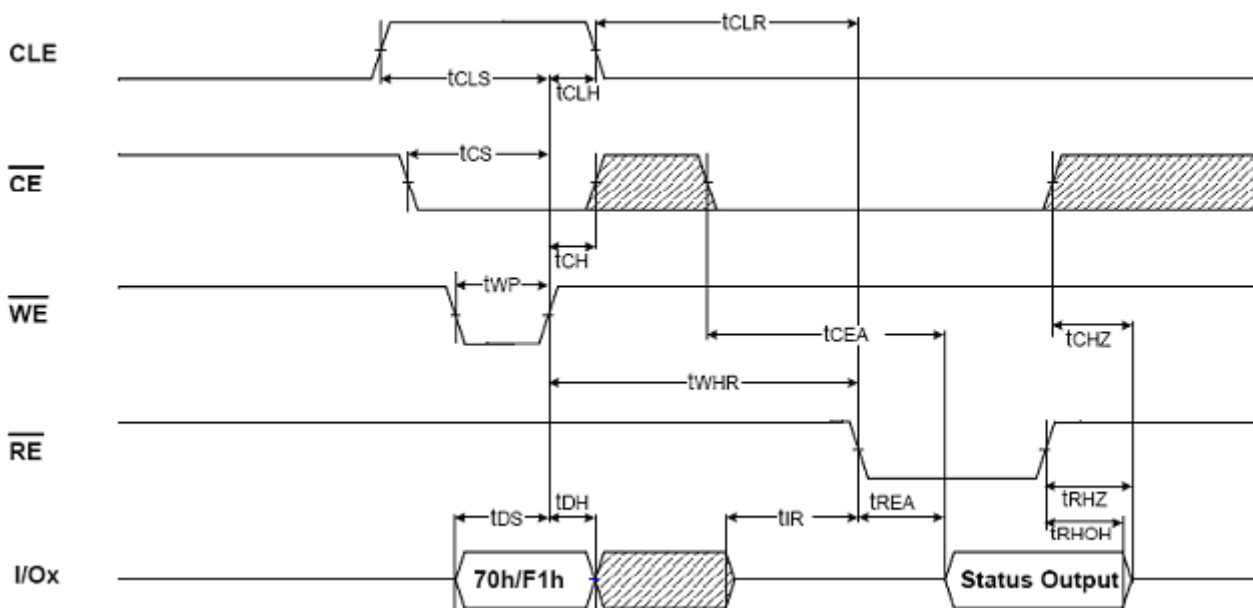 tCLR
CLE
tCLS
tCLH
tCS
CE
tCH
tWP
WE
tCEA
tCHZ
tWHR
RE
tDH
tRHZ
tDS
tIR
tREA
tRHOH
I/Ox
70h/F1h
Status Output